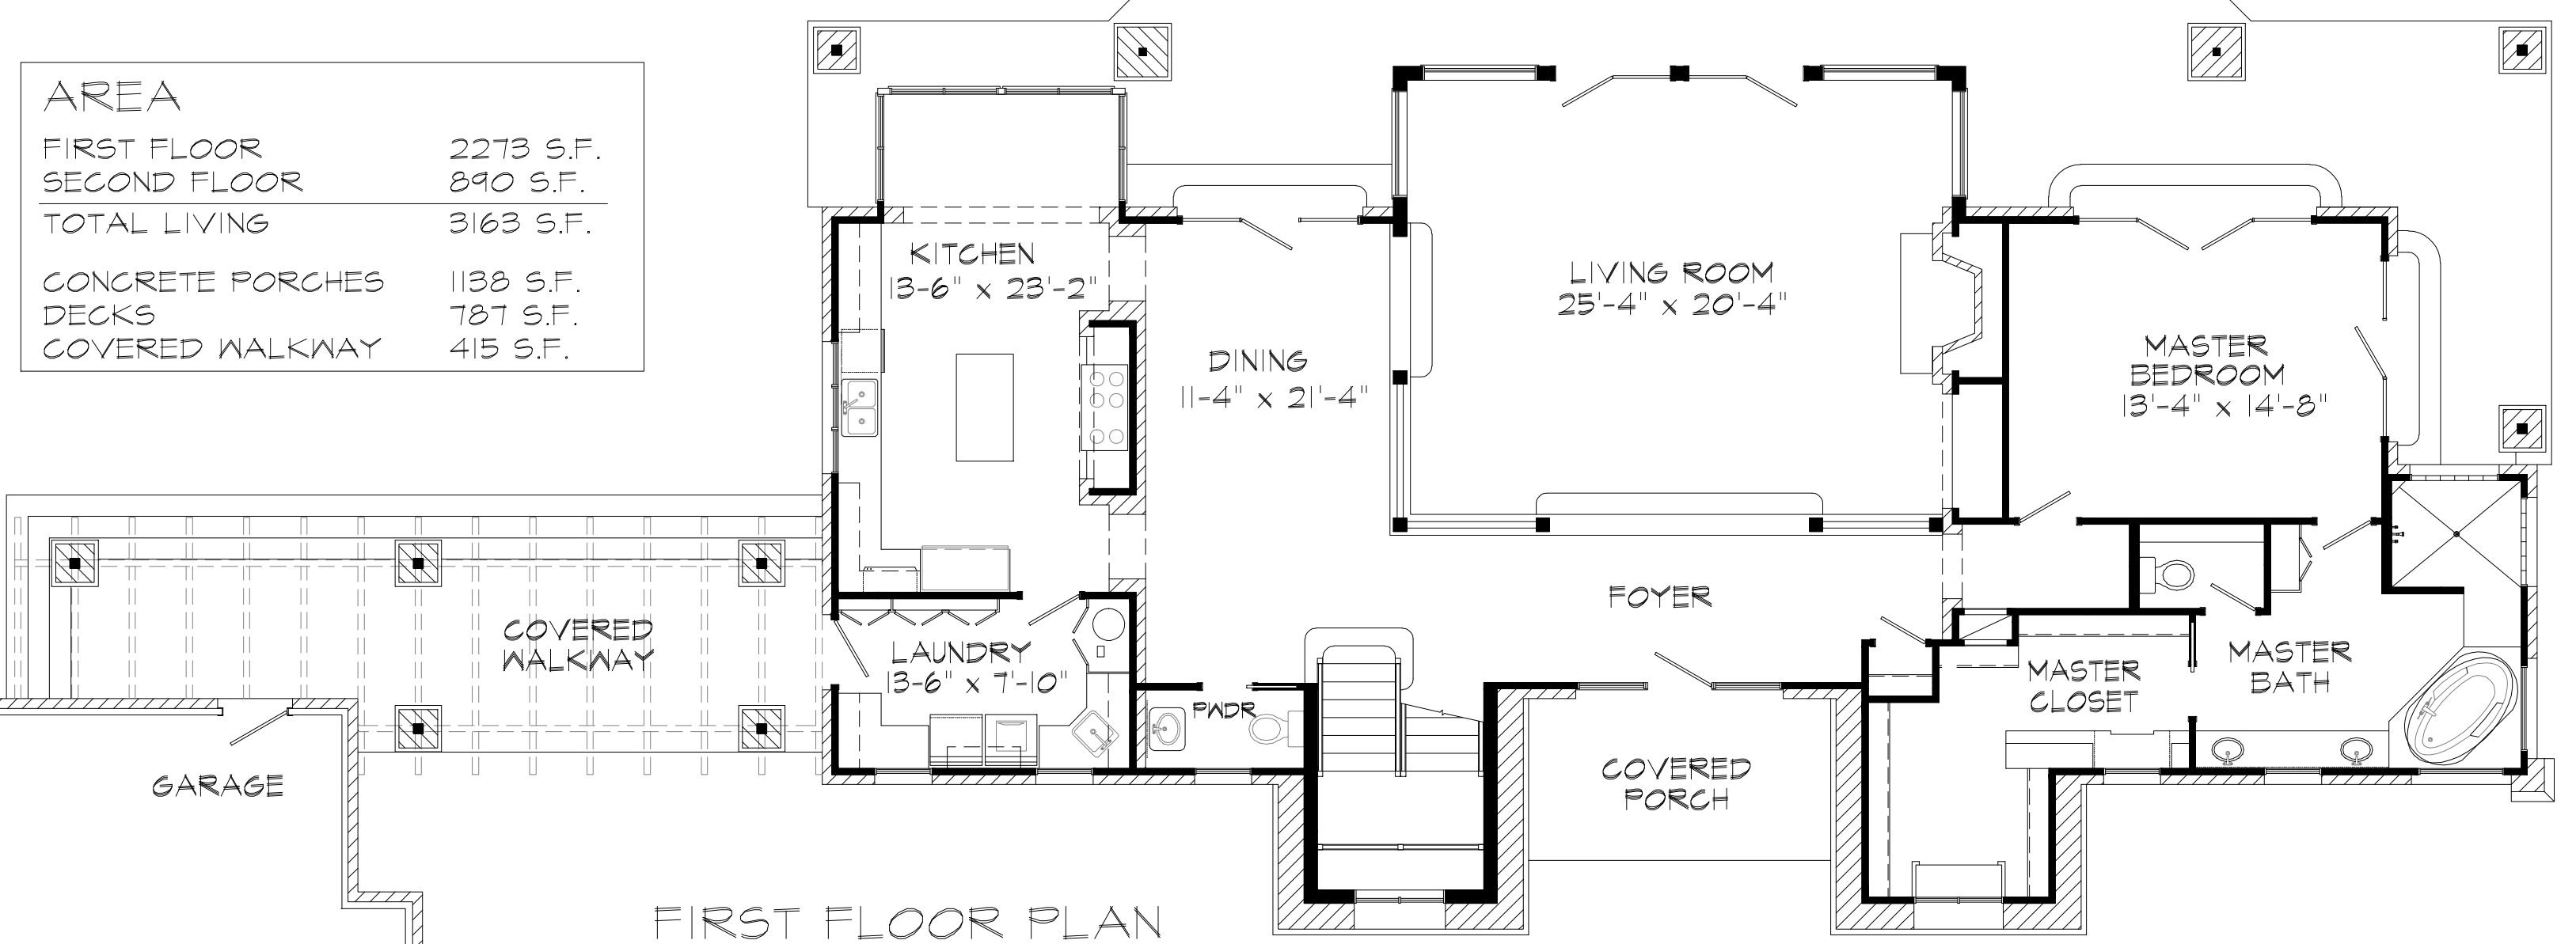 AREA
FIRST FLOOR 2273 S.F.
SECOND FLOOR 890 S.F.
TOTAL LIVING 3163 S.F.
CONCRETE PORCHES 1138 S.F.
DECKS 787 S.F.
COVERED WALKWAY 415 S.F.
KITCHEN
13-6" x 23'-2"
DINING
11-4" x 21'-4"
LIVING ROOM
25'-4" x 20'-4"
MASTER
BEDROOM
13'-4" x 14'-8"
COVERED
WALKWAY
LAUNDRY
13-6" x 7'-10"
PWDR
FOYER
MASTER
CLOSET
MASTER
BATH
GARAGE
COVERED
PORCH
FIRST FLOOR PLAN